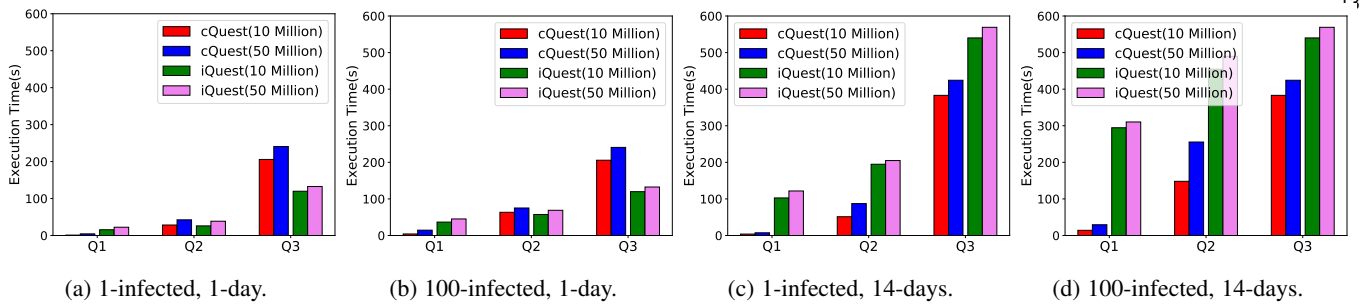 600
500
400
300
200
100
0
Execution Time(s)
cQuest(10 Million)
cQuest(50 Million)
iQuest(10 Million)
iQuest(50 Million)
Q1 Q2 Q3
(a) 1-infected, 1-day.
600
500
400
300
200
100
0
Execution Time(s)
cQuest(10 Million)
cQuest(50 Million)
iQuest(10 Million)
iQuest(50 Million)
Q1 Q2 Q3
(b) 100-infected, 1-day.
600
500
400
300
200
100
0
Execution Time(s)
cQuest(10 Million)
cQuest(50 Million)
iQuest(10 Million)
iQuest(50 Million)
Q1 Q2 Q3
(c) 1-infected, 14-days.
600
500
400
300
200
100
0
Execution Time(s)
cQuest(10 Million)
cQuest(50 Million)
iQuest(10 Million)
iQuest(50 Million)
Q1 Q2 Q3
(d) 100-infected, 14-days.